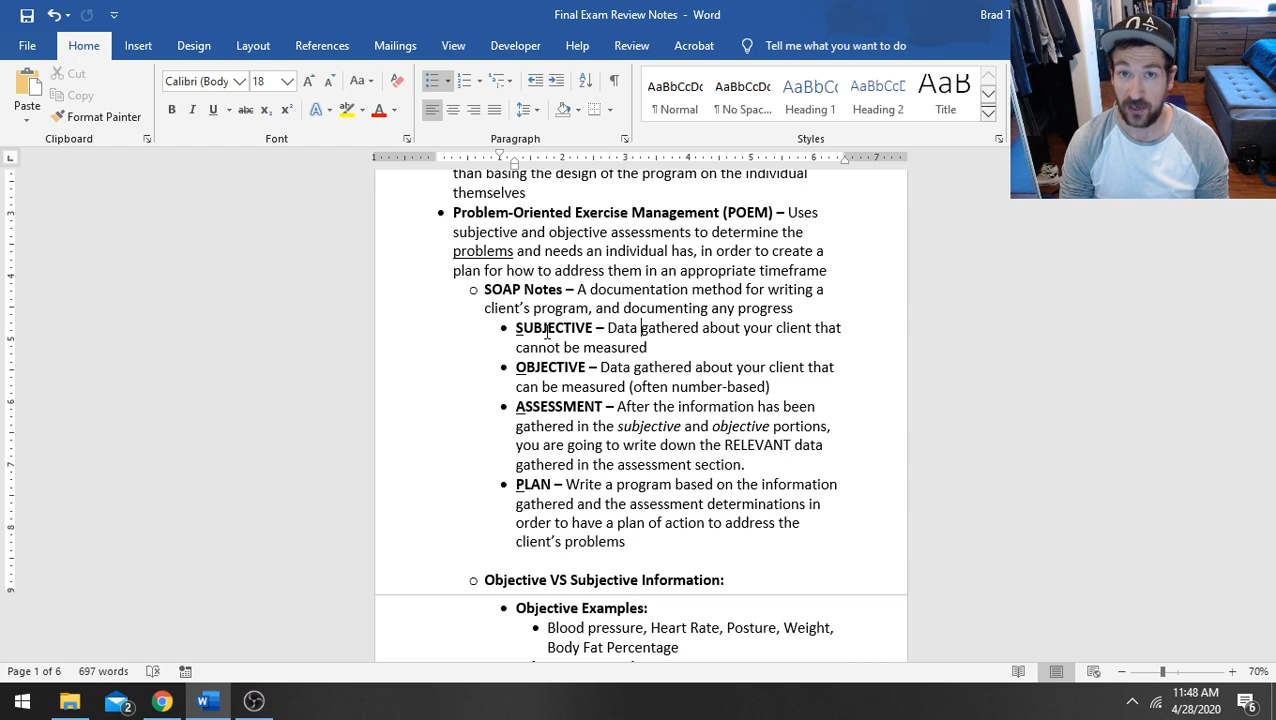 Final Exam Review Notes - Word
Brad T
File Home Insert Design Layout References Mailings View Developer Help Review Acrobat Tell me what you want to do
Paste
Cut
Copy
Format Painter
Clipboard
Calibri (Body 18
Font
Paragraph
AaBbCcDc AaBbCcDc AaBbCc AaBbCcD AaB
¶ Normal ¶ No Spac... Heading 1 Heading 2 Title
Styles
than basing the design of the program on the individual
themselves
• Problem-Oriented Exercise Management (POEM) – Uses
subjective and objective assessments to determine the
problems and needs an individual has, in order to create a
plan for how to address them in an appropriate timeframe
o SOAP Notes – A documentation method for writing a
client's program, and documenting any progress
• SUBJECTIVE – Data gathered about your client that
cannot be measured
• OBJECTIVE – Data gathered about your client that
can be measured (often number-based)
• ASSESSMENT – After the information has been
gathered in the subjective and objective portions,
you are going to write down the RELEVANT data
gathered in the assessment section.
• PLAN – Write a program based on the information
gathered and the assessment determinations in
order to have a plan of action to address the
client's problems
o Objective VS Subjective Information:
• Objective Examples:
• Blood pressure, Heart Rate, Posture, Weight,
Body Fat Percentage
Page 1 of 6 697 words 70%
11:48 AM
4/28/2020